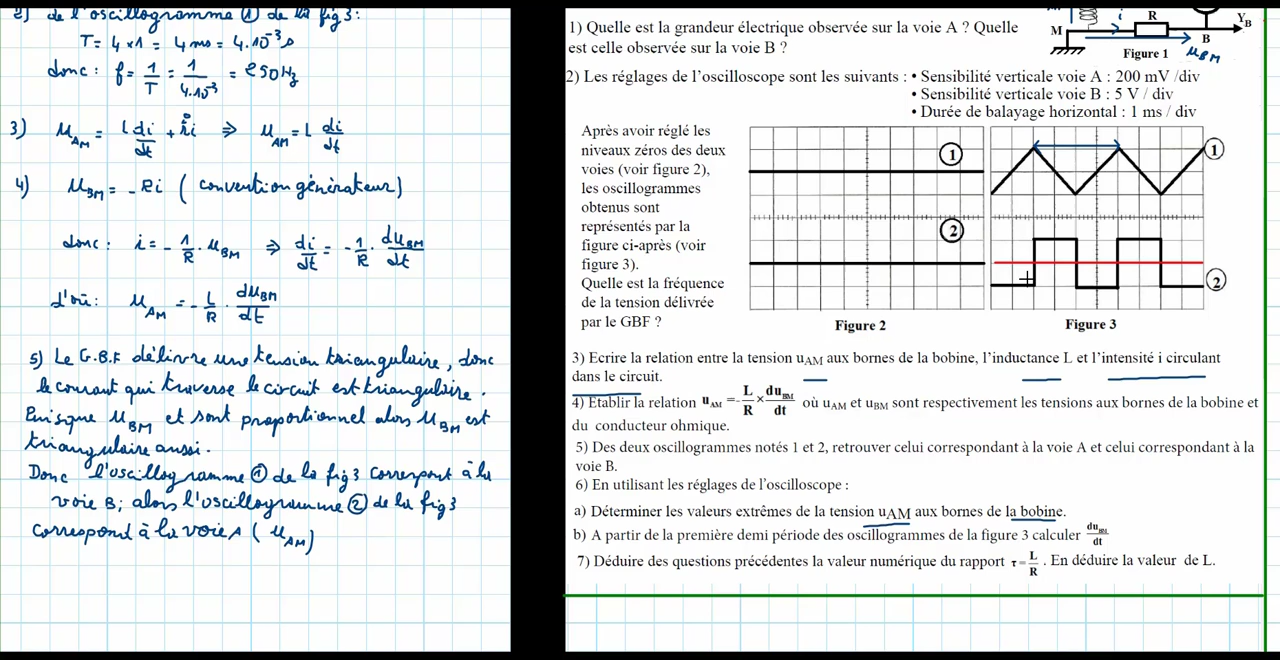 2) de l'oscillogramme ① de la fig 3:
T = 4 x 1 = 4 ms = 4.10⁻³s
donc: f = 1/T = 1/4.10⁻³ = 250Hz
3) u_AM = L di/dt + ri ⇒ u_AM = L di/dt
4) u_BM = - Ri ( convention générateur)
donc: i = - 1/R . u_BM ⇒ di/dt = - 1/R . du_BM/dt
d'où: u_AM = - L/R . du_BM/dt
5) Le G.B.F délivre une tension triangulaire, donc
le courant qui traverse le circuit est triangulaire.
Puisque u_BM et sont proportionnel alors u_BM est
triangulaire aussi.
Donc l'oscillogramme ① de la fig 3 correspont à la
voie B; alors l'oscillogramme ② de la fig 3
correspond à la voie A ( u_AM)
1) Quelle est la grandeur électrique observée sur la voie A ? Quelle
est celle observée sur la voie B ?
M i R B Y_B
Figure 1 u_BM
2) Les réglages de l'oscilloscope sont les suivants : • Sensibilité verticale voie A : 200 mV /div
• Sensibilité verticale voie B : 5 V / div
• Durée de balayage horizontal : 1 ms / div
Après avoir réglé les
niveaux zéros des deux
voies (voir figure 2),
les oscillogrammes
obtenus sont
représentés par la
figure ci-après (voir
figure 3).
Quelle est la fréquence
de la tension délivrée
par le GBF ?
1
2
Figure 2
1
2
Figure 3
3) Ecrire la relation entre la tension u_AM aux bornes de la bobine, l'inductance L et l'intensité i circulant
dans le circuit.
4) Etablir la relation u_AM = - L/R × du_BM/dt où u_AM et u_BM sont respectivement les tensions aux bornes de la bobine et
du conducteur ohmique.
5) Des deux oscillogrammes notés 1 et 2, retrouver celui correspondant à la voie A et celui correspondant à la
voie B.
6) En utilisant les réglages de l'oscilloscope :
a) Déterminer les valeurs extrêmes de la tension uAM aux bornes de la bobine.
b) A partir de la première demi période des oscillogrammes de la figure 3 calculer du_BM/dt
7) Déduire des questions précédentes la valeur numérique du rapport τ = L/R . En déduire la valeur de L.